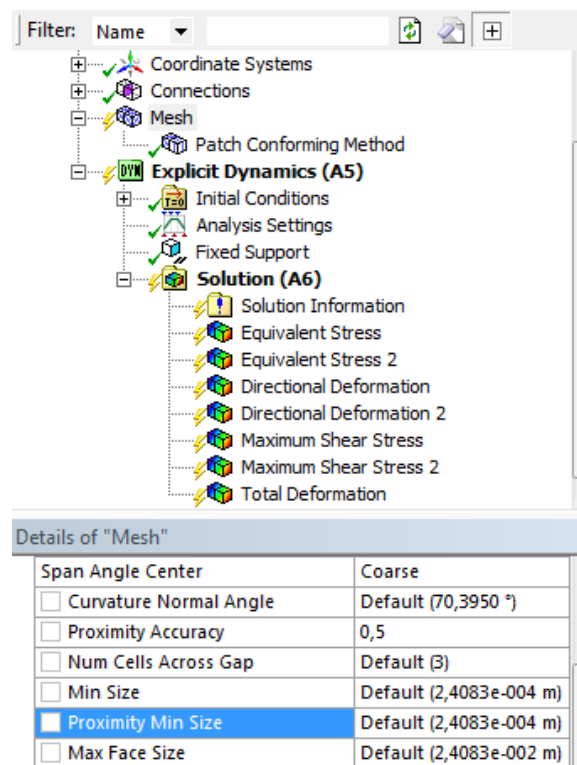 Filter: Name
Coordinate Systems
Connections
Mesh
Patch Conforming Method
DYN Explicit Dynamics (A5)
T=0 Initial Conditions
Analysis Settings
Fixed Support
Solution (A6)
Solution Information
Equivalent Stress
Equivalent Stress 2
Directional Deformation
Directional Deformation 2
Maximum Shear Stress
Maximum Shear Stress 2
Total Deformation
Details of "Mesh"
Span Angle Center Coarse
Curvature Normal Angle Default (70,3950 °)
Proximity Accuracy 0,5
Num Cells Across Gap Default (3)
Min Size Default (2,4083e-004 m)
Proximity Min Size Default (2,4083e-004 m)
Max Face Size Default (2,4083e-002 m)